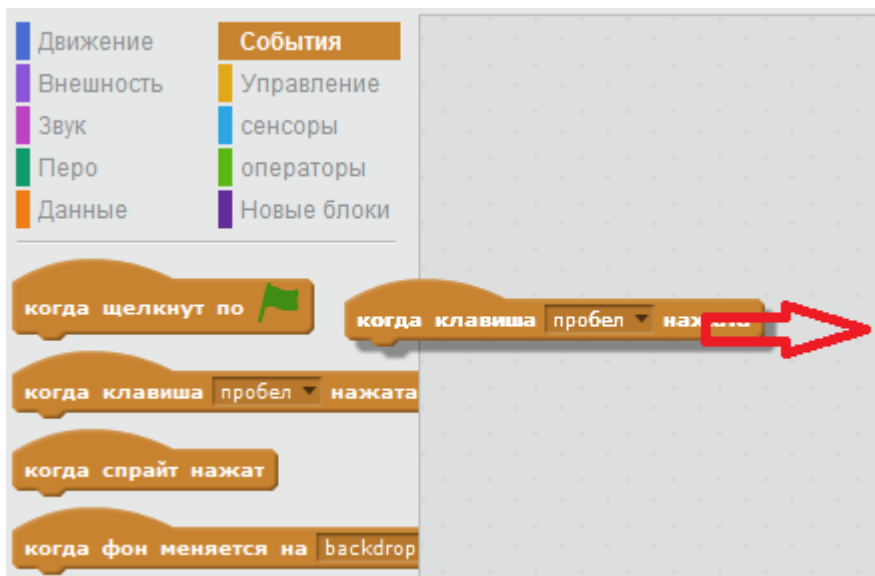 Движение
События
Внешность
Управление
Звук
сенсоры
Перо
операторы
Данные
Новые блоки
когда щелкнут по
когда клавиша пробел нажата
когда клавиша пробел нажата
когда спрайт нажат
когда фон меняется на backdrop